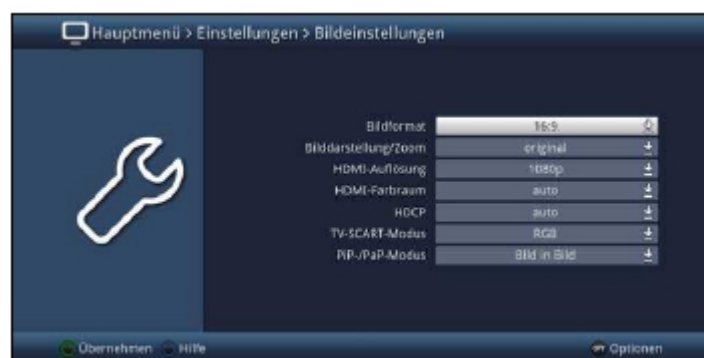 Hauptmenü > Einstellungen > Bildeinstellungen
Bildformat 16:9
Bilddarstellung/Zoom original
HDMI-Auflösung 1080p
HDMI-Farbraum auto
HDCP auto
TV-SCART-Modus RGB
PiP-/PaP-Modus Bild in Bild
Übernehmen Hilfe Optionen